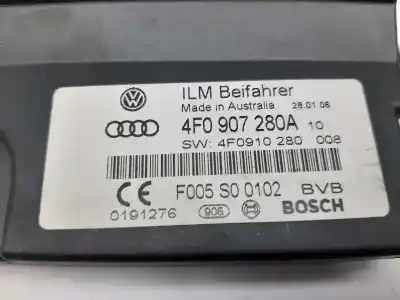 ILM Beifahrer
Made in Australia 28.01.06
4F0 907 280A 10
SW: 4F0910 280 008
CE F005 S0 0102 BVB
0191276 906 BOSCH